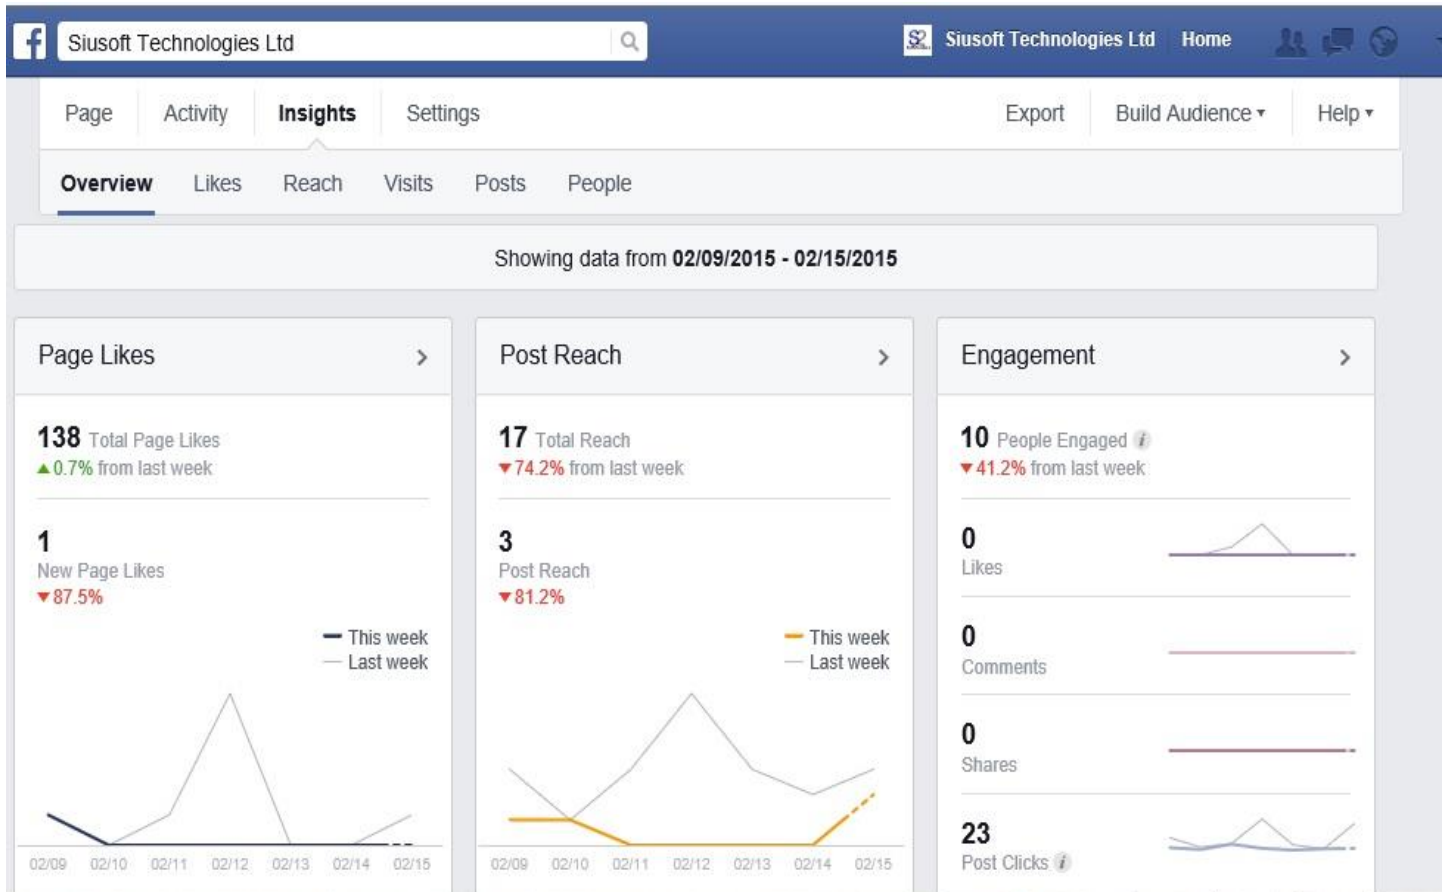 f Siusoft Technologies Ltd S2 Siusoft Technologies Ltd Home
Page Activity Insights Settings Export Build Audience Help
Overview Likes Reach Visits Posts People
Showing data from 02/09/2015 - 02/15/2015
Page Likes
138 Total Page Likes
0.7% from last week
1
New Page Likes
87.5%
This week
Last week
02/09 02/10 02/11 02/12 02/13 02/14 02/15
Post Reach
17 Total Reach
74.2% from last week
3
Post Reach
81.2%
This week
Last week
02/09 02/10 02/11 02/12 02/13 02/14 02/15
Engagement
10 People Engaged i
41.2% from last week
0
Likes
0
Comments
0
Shares
23
Post Clicks i